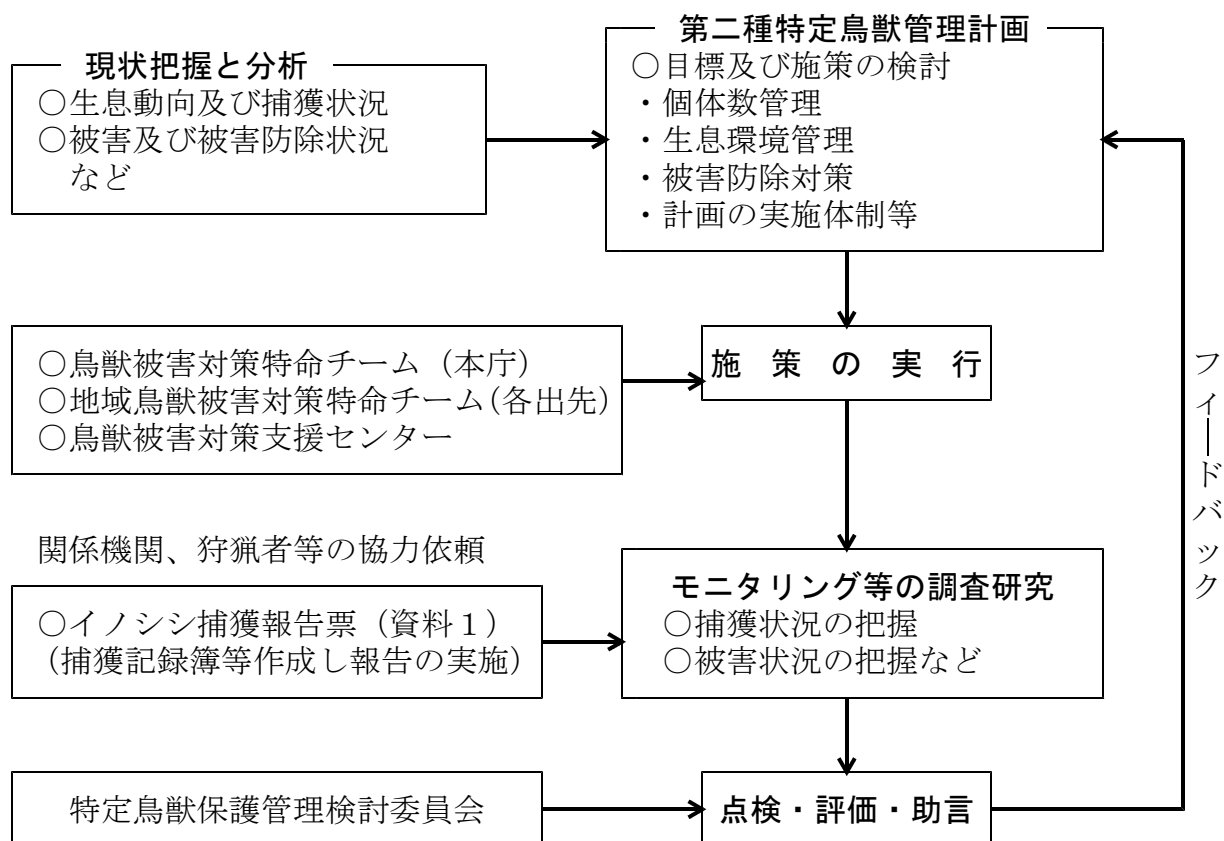 現状把握と分析
○生息動向及び捕獲状況
○被害及び被害防除状況
など
第二種特定鳥獣管理計画
○目標及び施策の検討
・個体数管理
・生息環境管理
・被害防除対策
・計画の実施体制等
○鳥獣被害対策特命チーム（本庁）
○地域鳥獣被害対策特命チーム（各出先）
○鳥獣被害対策支援センター
施策の実行
フィードバック
関係機関、狩猟者等の協力依頼
○イノシシ捕獲報告票（資料１）
（捕獲記録簿等作成し報告の実施）
モニタリング等の調査研究
○捕獲状況の把握
○被害状況の把握など
特定鳥獣保護管理検討委員会
点検・評価・助言